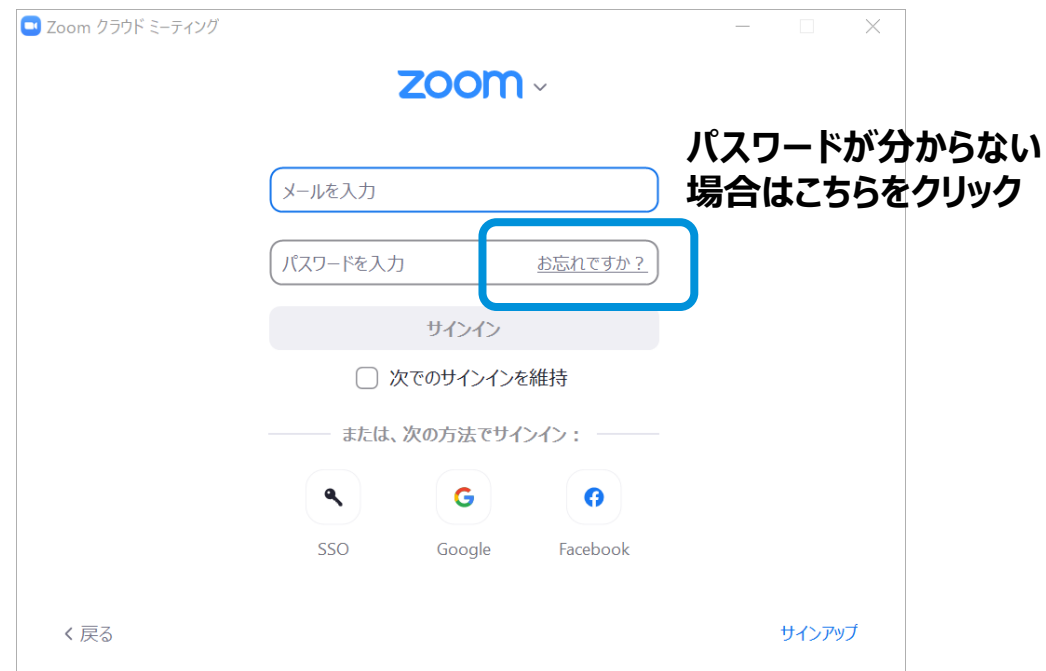 Zoom クラウド ミーティング
zoom
パスワードが分からない
場合はこちらをクリック
メールを入力
パスワードを入力 お忘れですか？
サインイン
次でのサインインを維持
または、次の方法でサインイン：
SSO Google Facebook
戻る サインアップ